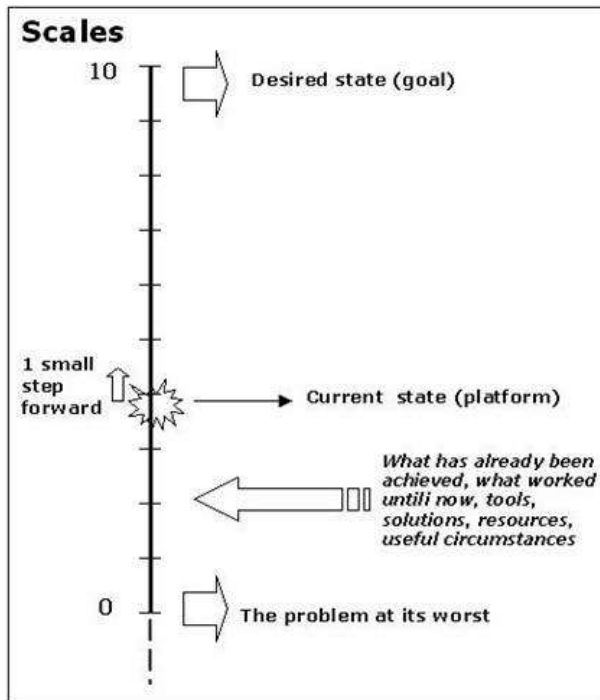 Scales
10
Desired state (goal)
1 small
step
forward
Current state (platform)
What has already been
achieved, what worked
untili now, tools,
solutions, resources,
useful circumstances
0
The problem at its worst